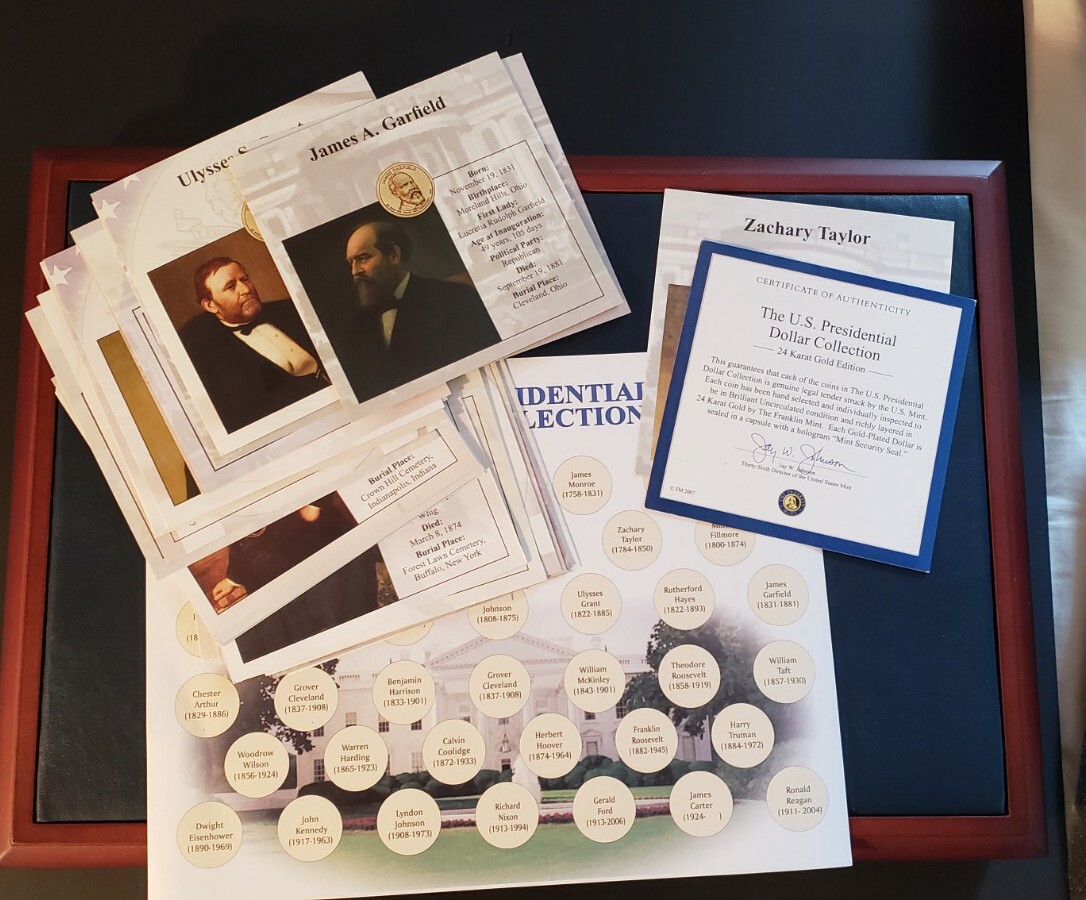 Ulysses S.
James A. Garfield
JAMES GARFIELD
Born:
November 19, 1831
Birthplace:
Moreland Hills, Ohio
First Lady:
Lucretia Rudolph Garfield
Age at Inauguration:
49 years, 105 days
Political Party:
Republican
Died:
September 19, 1881
Burial Place:
Cleveland, Ohio
Zachary Taylor
CERTIFICATE OF AUTHENTICITY
The U.S. Presidential
Dollar Collection
24 Karat Gold Edition
This guarantees that each of the coins in The U.S. Presidential
Dollar Collection is genuine legal tender struck by the U.S. Mint.
Each coin has been hand selected and individually inspected to
be in Brilliant Uncirculated condition and richly layered in
24 Karat Gold by The Franklin Mint. Each Gold-Plated Dollar is
sealed in a capsule with a hologram "Mint Security Seal."
Jay W. Johnson
Jay W. Johnson
Thirty-Sixth Director of the United States Mint
© FM 2007
Burial Place:
Crown Hill Cemetery,
Indianapolis, Indiana
Whig
Died:
March 8, 1874
Burial Place:
Forest Lawn Cemetery,
Buffalo, New York
IDENTIAL
LLECTION
James
Monroe
(1758-1831)
Zachary
Taylor
(1784-1850)
Fillmore
(1800-1874)
Johnson
(1808-1875)
Ulysses
Grant
(1822-1885)
Rutherford
Hayes
(1822-1893)
James
Garfield
(1831-1881)
Chester
Arthur
(1829-1886)
Grover
Cleveland
(1837-1908)
Benjamin
Harrison
(1833-1901)
Grover
Cleveland
(1837-1908)
William
McKinley
(1843-1901)
Theodore
Roosevelt
(1858-1919)
William
Taft
(1857-1930)
Woodrow
Wilson
(1856-1924)
Warren
Harding
(1865-1923)
Calvin
Coolidge
(1872-1933)
Herbert
Hoover
(1874-1964)
Franklin
Roosevelt
(1882-1945)
Harry
Truman
(1884-1972)
Dwight
Eisenhower
(1890-1969)
John
Kennedy
(1917-1963)
Lyndon
Johnson
(1908-1973)
Richard
Nixon
(1913-1994)
Gerald
Ford
(1913-2006)
James
Carter
(1924- )
Ronald
Reagan
(1911- 2004)